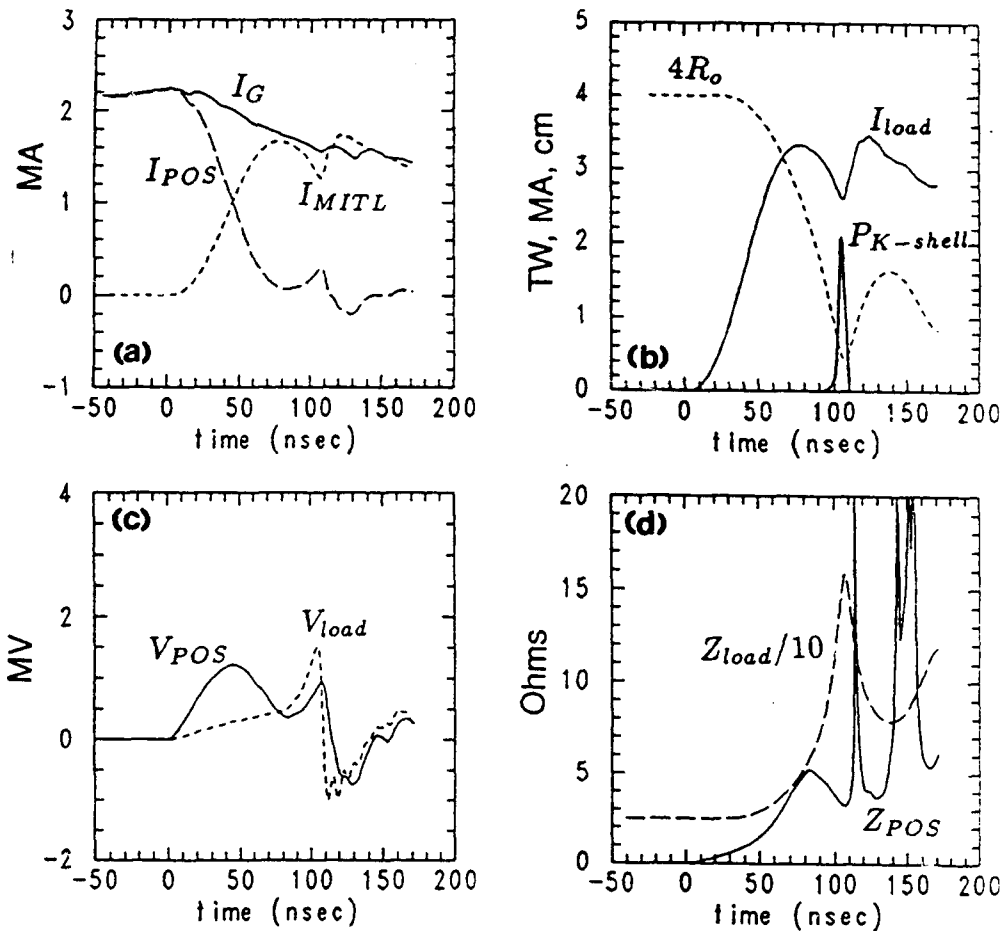 (a)
MA
3
2
1
0
-1
I_G
I_POS
I_MITL
-50 0 50 100 150 200
time (nsec)
(b)
TW, MA, cm
5
4
3
2
1
0
4R_o
I_load
P_K-shell
-50 0 50 100 150 200
time (nsec)
(c)
MV
4
2
0
-2
V_POS
V_load
-50 0 50 100 150 200
time (nsec)
(d)
Ohms
20
15
10
5
0
Z_load/10
Z_POS
-50 0 50 100 150 200
time (nsec)